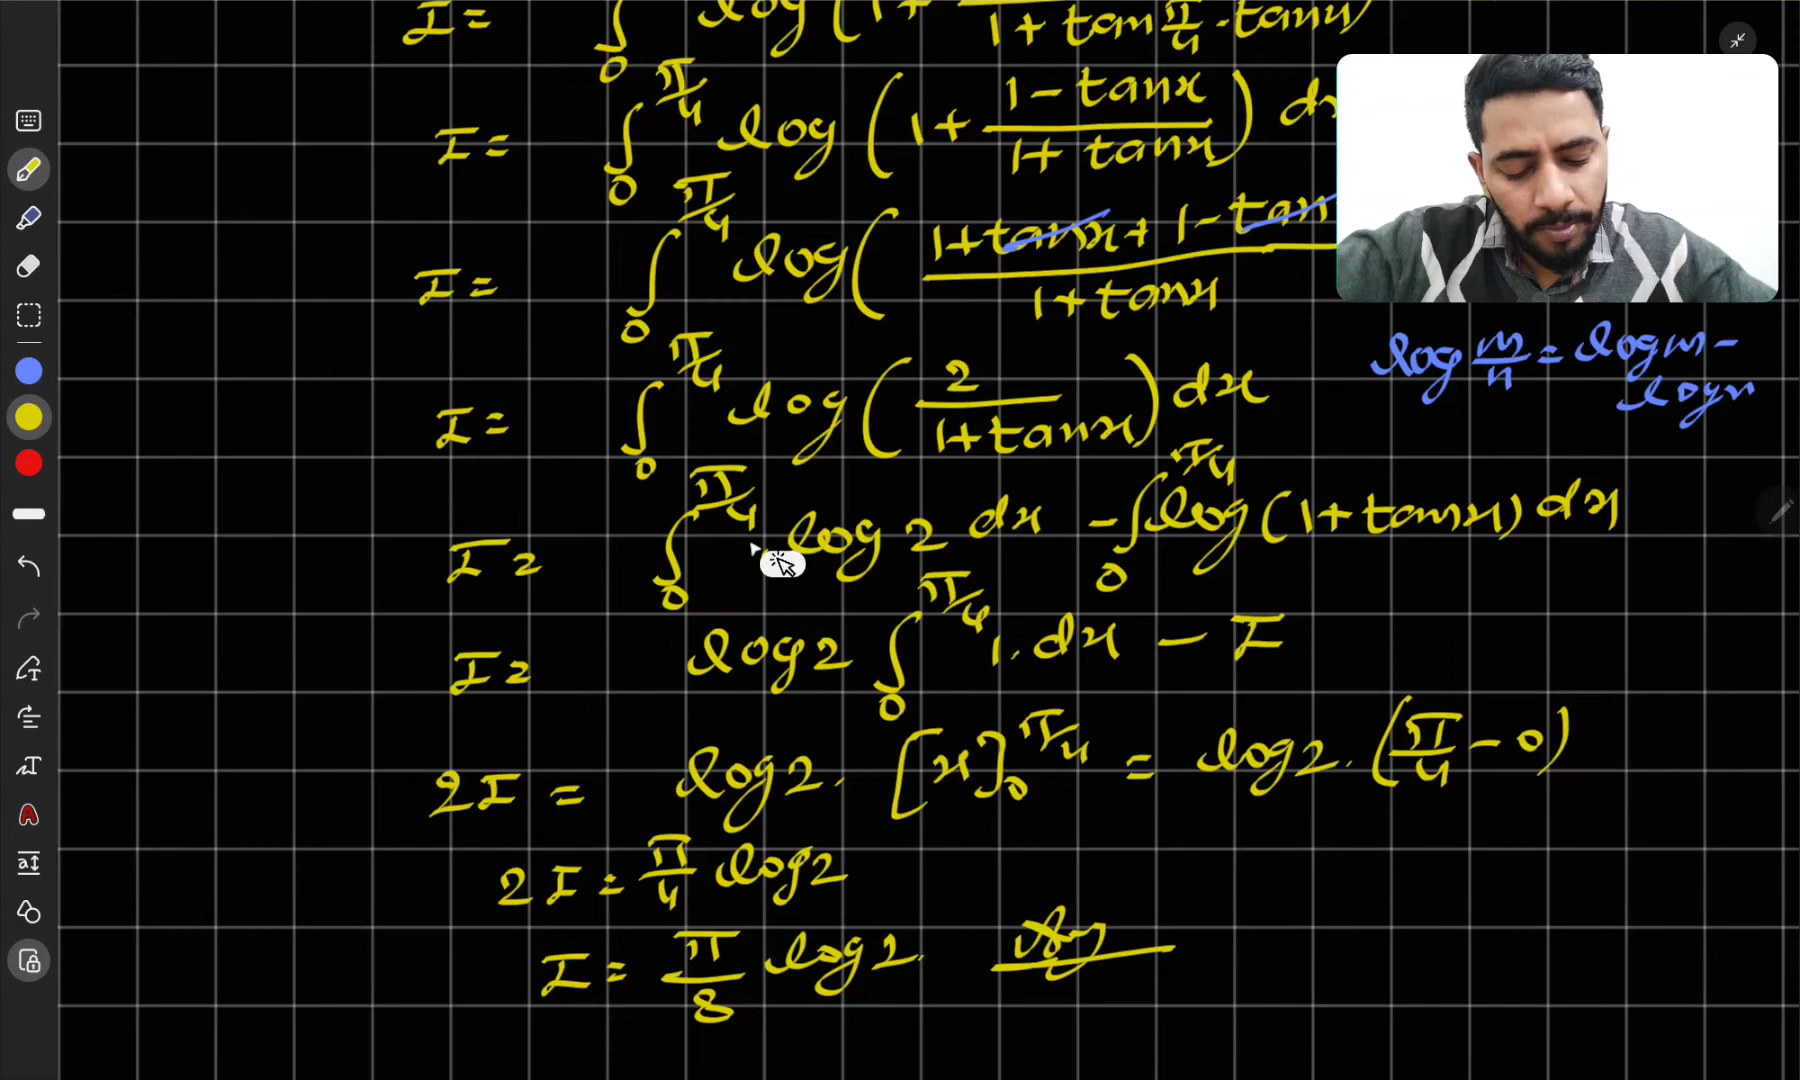 I = ∫₀ log(1+ 1+tan π/4 · tanx)
I = ∫₀^(π/4) log(1 + (1-tanx)/(1+tanx)) dx
I = ∫₀^(π/4) log((1+tanx+1-tan)/(1+tanx)
log m/n = log m -
log n
I = ∫₀^(π/4) log(2/(1+tanx)) dx
I = ∫₀^(π/4) log 2 dx - ∫₀^(π/4) log(1+tanx) dx
I = log2 ∫₀^(π/4) 1. dx - I
2I = log2. [x]₀^(π/4) = log2. (π/4 - 0)
2I = π/4 log2
I = π/8 log2.